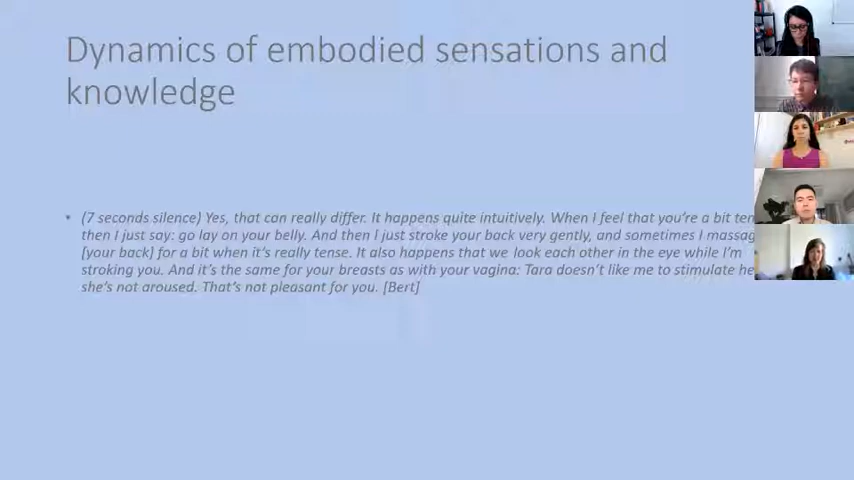 Dynamics of embodied sensations and
knowledge
• (7 seconds silence) Yes, that can really differ. It happens quite intuitively. When I feel that you're a bit
then I just say: go lay on your belly. And then I just stroke your back very gently, and sometimes I
[your back] for a bit when it's really tense. It also happens that we look each other in the eye while I'm
stroking you. And it's the same for your breasts as with your vagina: Tara doesn't like me to stimulate
she's not aroused. That's not pleasant for you. [Bert]